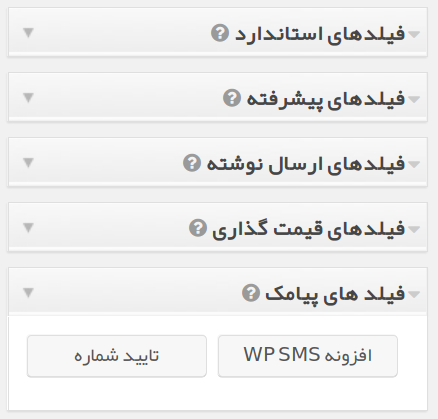 فیلدهای استاندارد ?
فیلدهای پیشرفته ?
فیلدهای ارسال نوشته ?
فیلدهای قیمت گذاری ?
فیلد های پیامک ?
افزونه WP SMS
تایید شماره